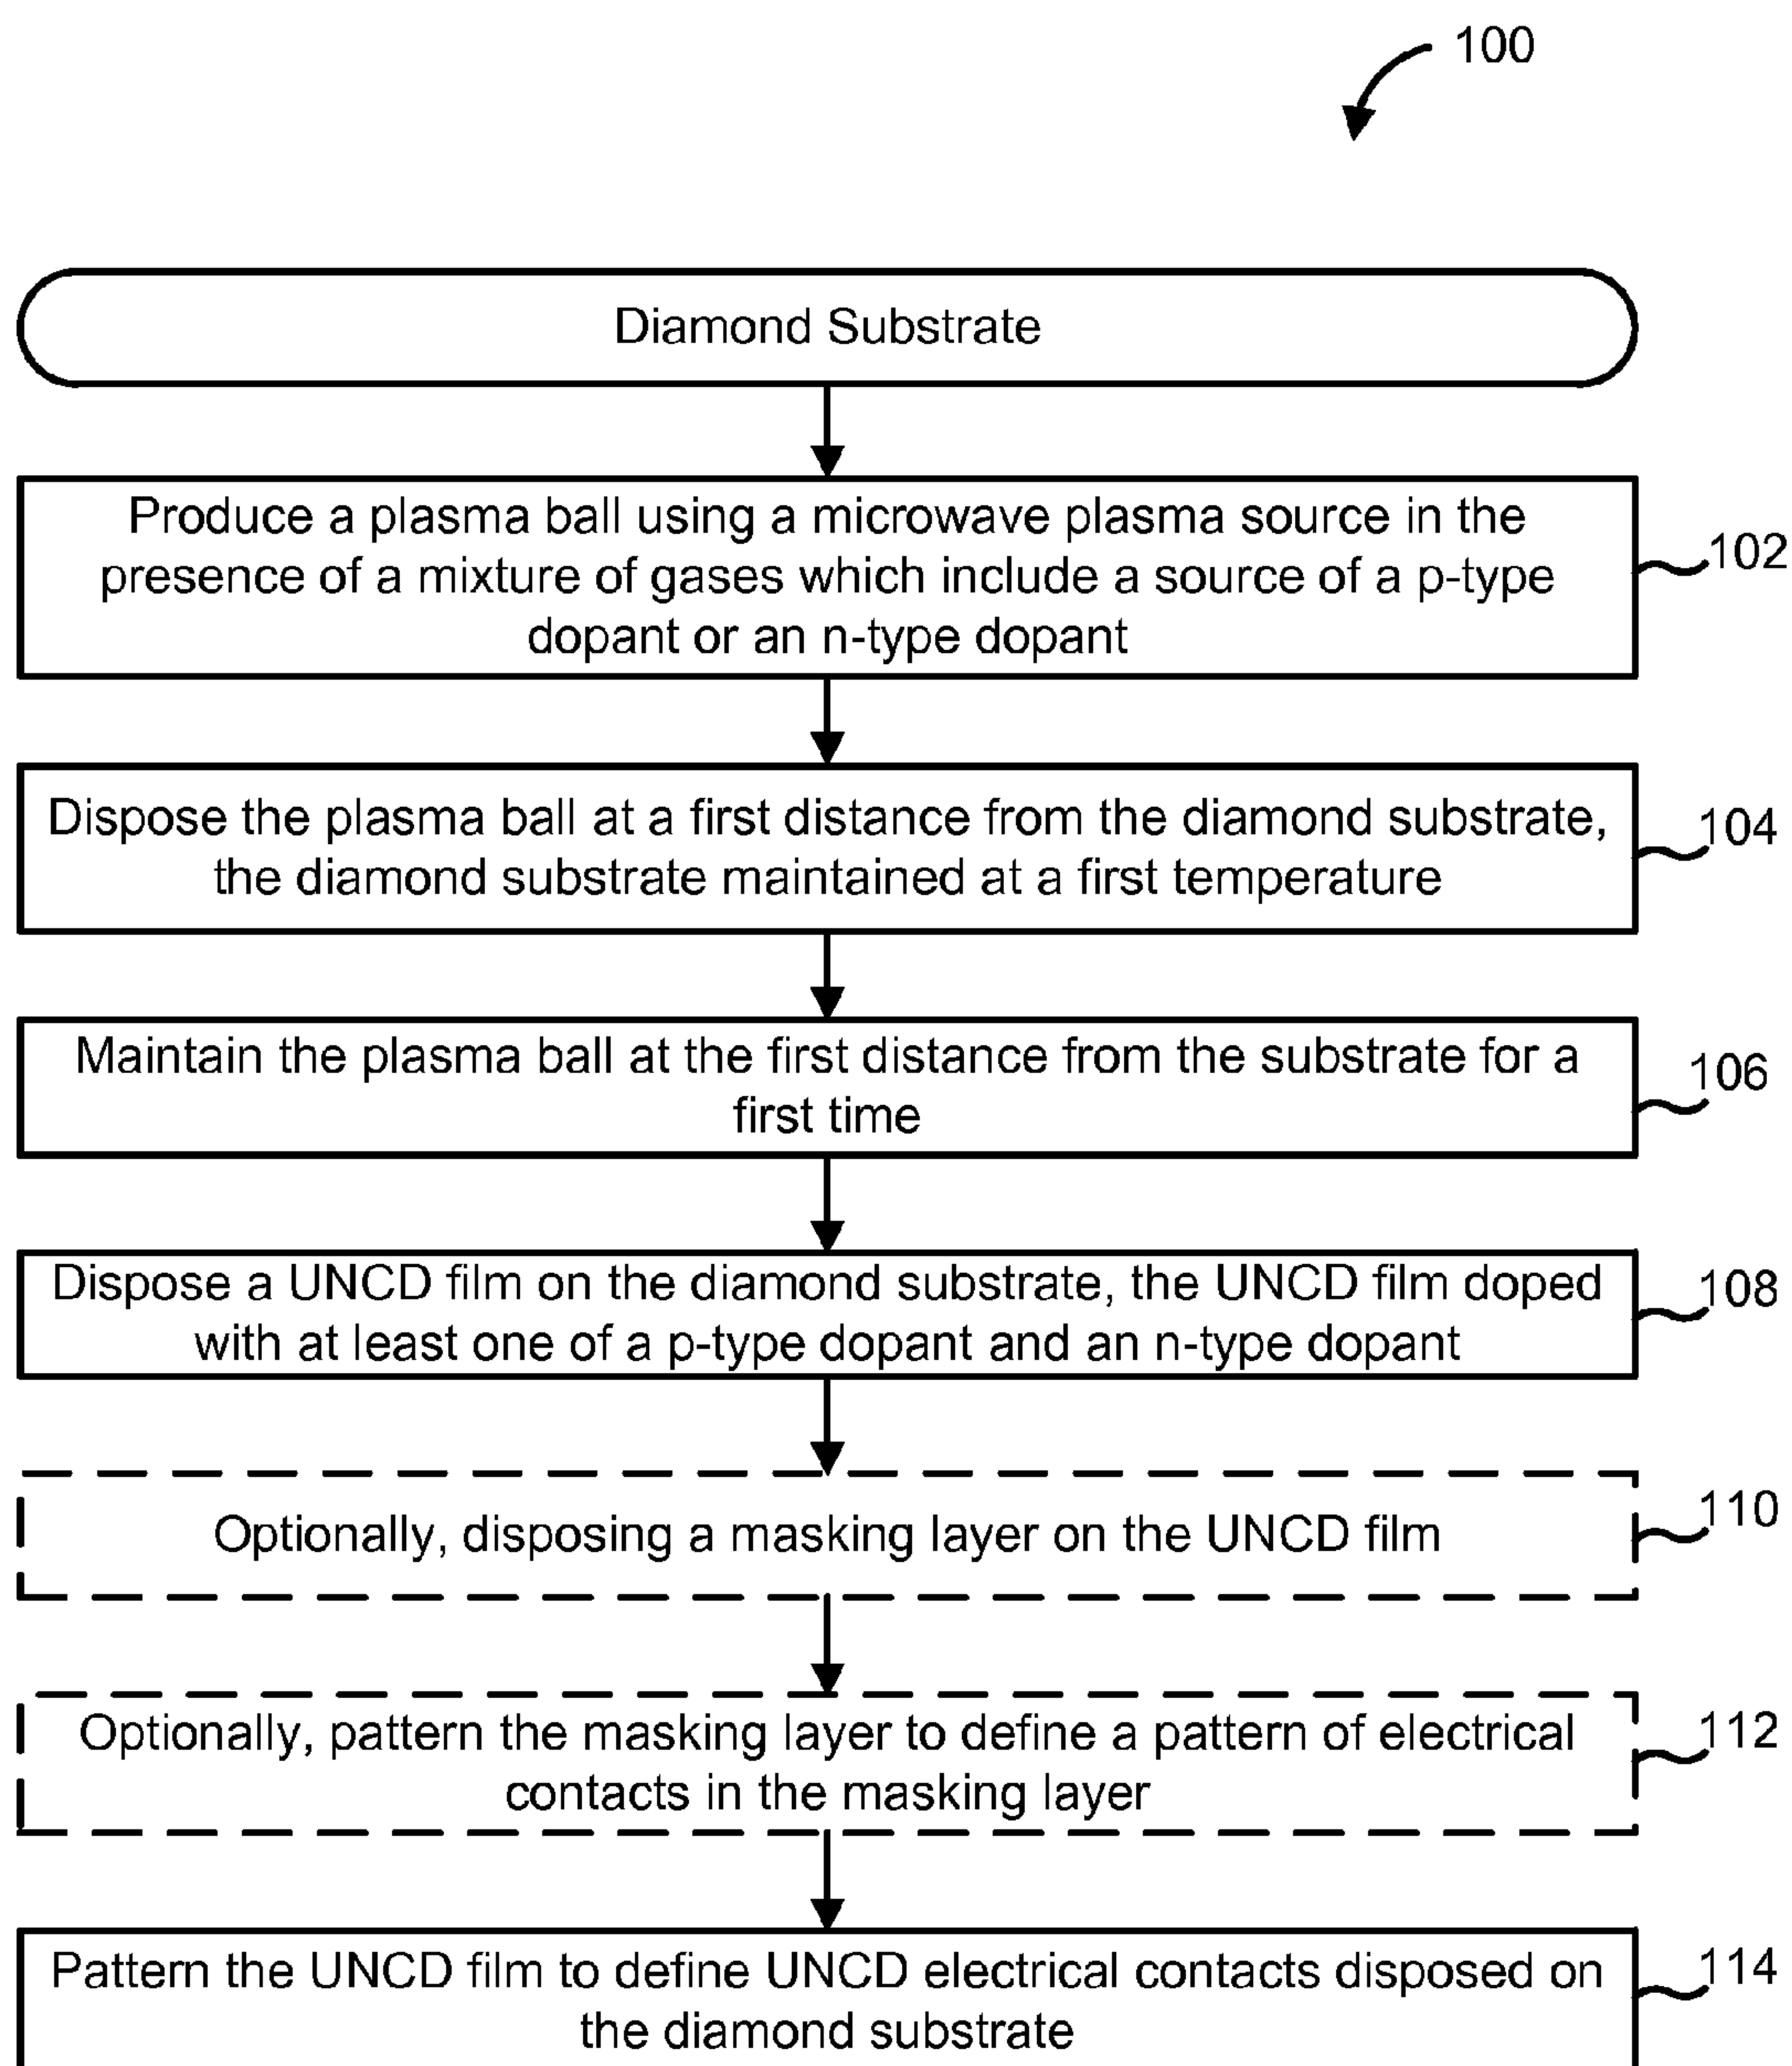 100
Diamond Substrate
Produce a plasma ball using a microwave plasma source in the
presence of a mixture of gases which include a source of a p-type
dopant or an n-type dopant
102
Dispose the plasma ball at a first distance from the diamond substrate,
the diamond substrate maintained at a first temperature
104
Maintain the plasma ball at the first distance from the substrate for a
first time
106
Dispose a UNCD film on the diamond substrate, the UNCD film doped
with at least one of a p-type dopant and an n-type dopant
108
Optionally, disposing a masking layer on the UNCD film
110
Optionally, pattern the masking layer to define a pattern of electrical
contacts in the masking layer
112
Pattern the UNCD film to define UNCD electrical contacts disposed on
the diamond substrate
114